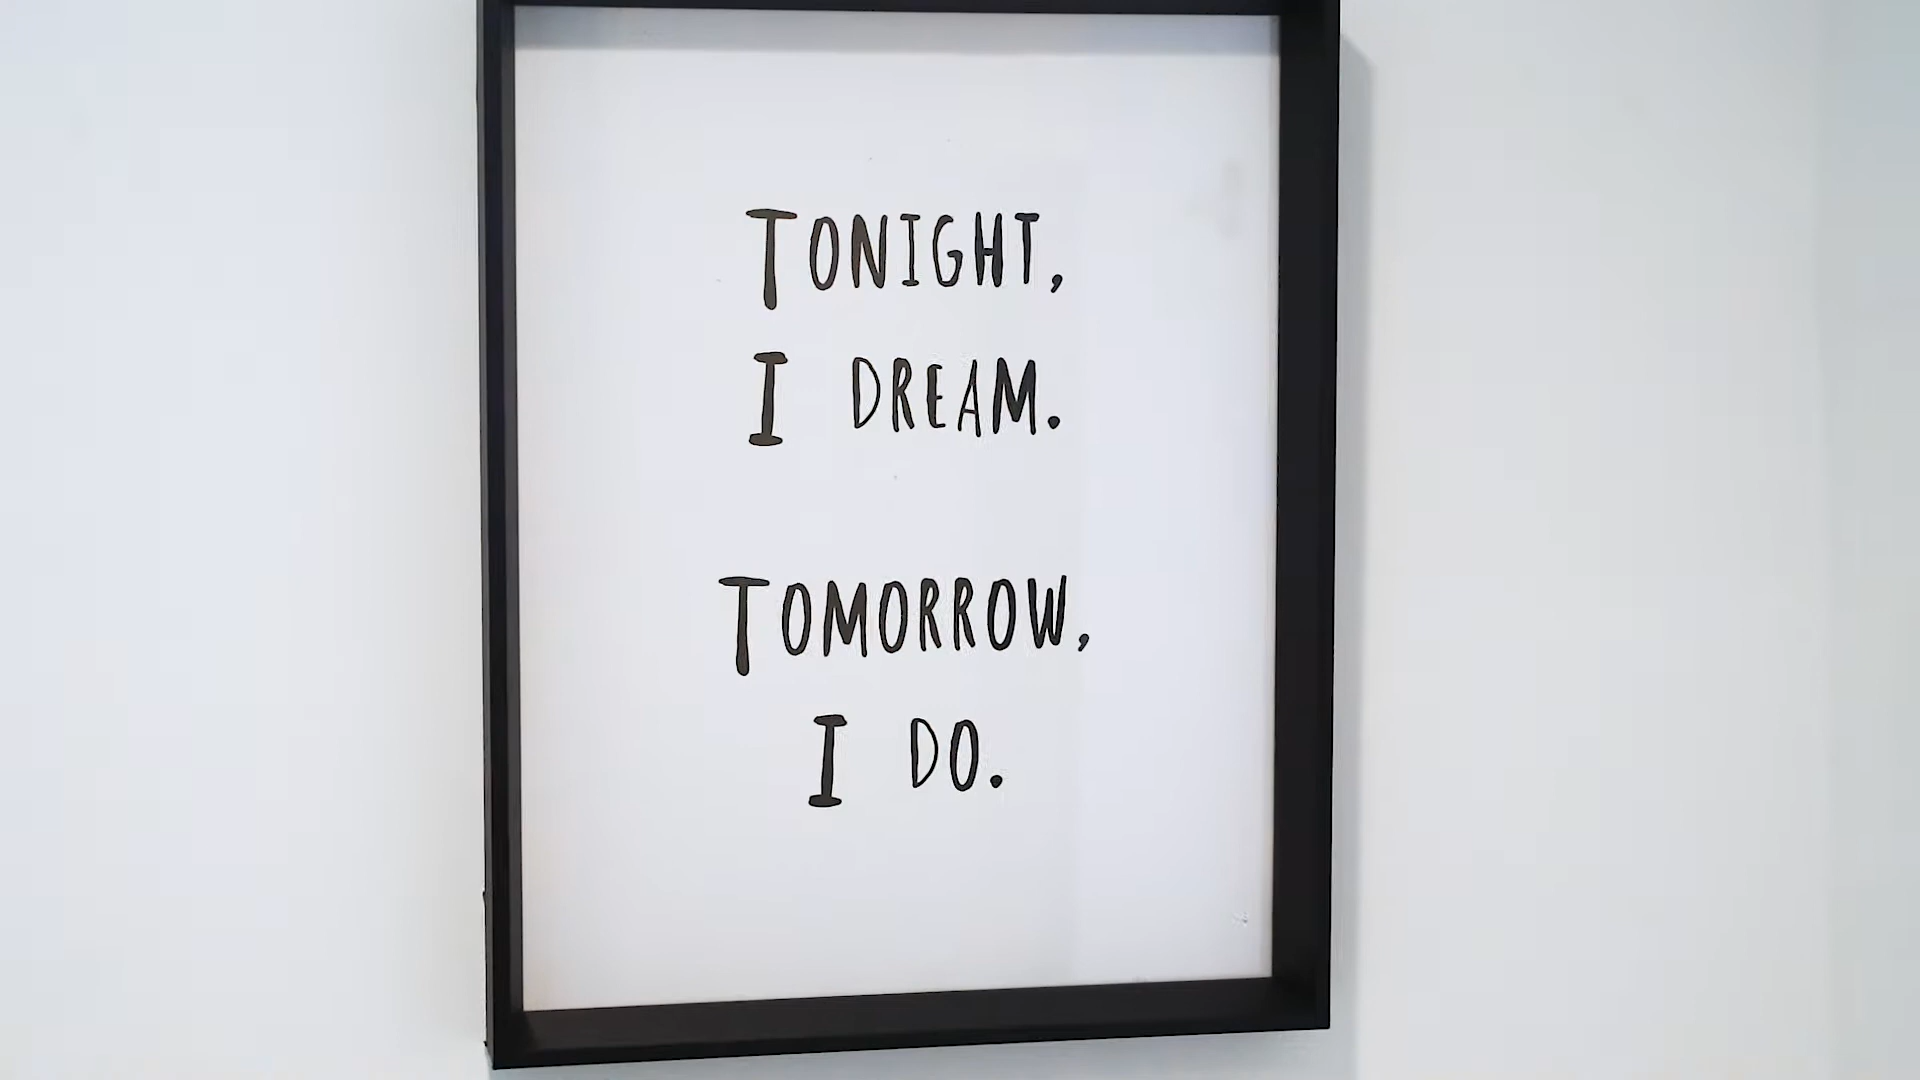 TONIGHT,
I DREAM.
TOMORROW,
I DO.